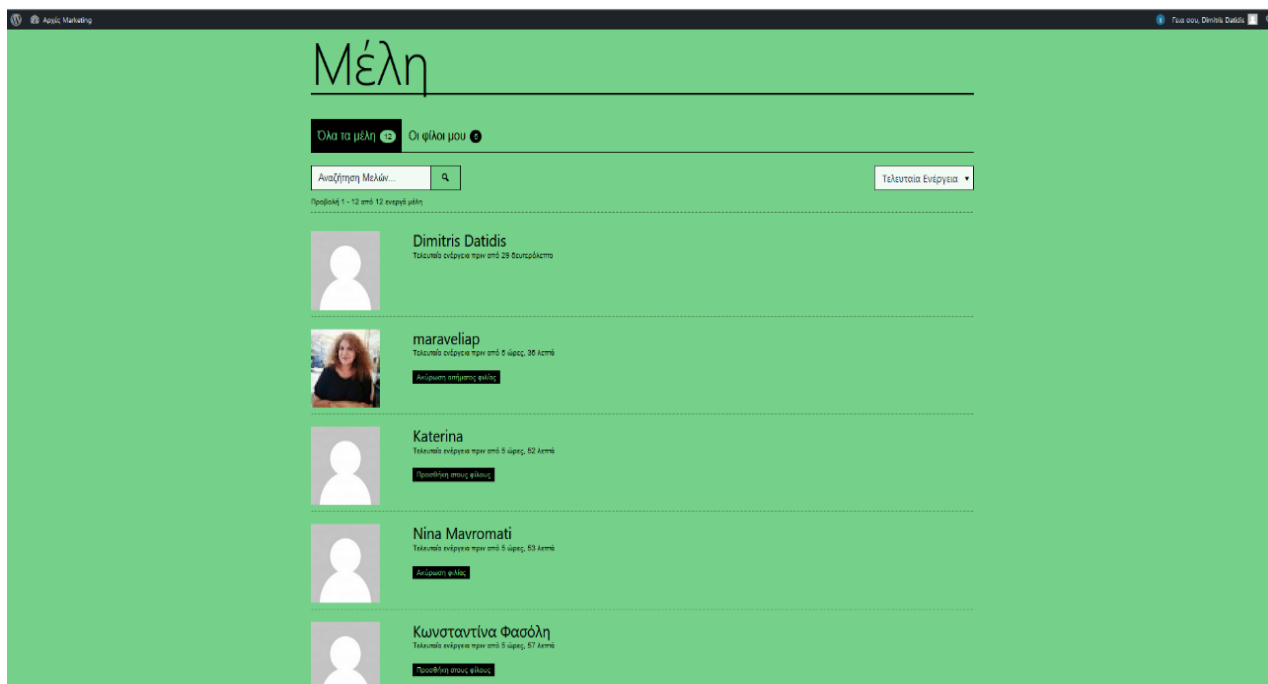 Αρχές Marketing
Γεια σου, Dimitris Datidis
Μέλη
Όλα τα μέλη 12
Οι φίλοι μου 5
Αναζήτηση Μελών...
Τελευταία Ενέργεια
Προβολή 1 - 12 από 12 ενεργά μέλη
Dimitris Datidis
Τελευταία ενέργεια πριν από 29 δευτερόλεπτα
maraveliap
Τελευταία ενέργεια πριν από 5 ώρες, 36 λεπτά
Ακύρωση αιτήματος φιλίας
Katerina
Τελευταία ενέργεια πριν από 5 ώρες, 52 λεπτά
Προσθήκη στους φίλους
Nina Mavromati
Τελευταία ενέργεια πριν από 5 ώρες, 53 λεπτά
Ακύρωση φιλίας
Κωνσταντίνα Φασόλη
Τελευταία ενέργεια πριν από 5 ώρες, 57 λεπτά
Προσθήκη στους φίλους